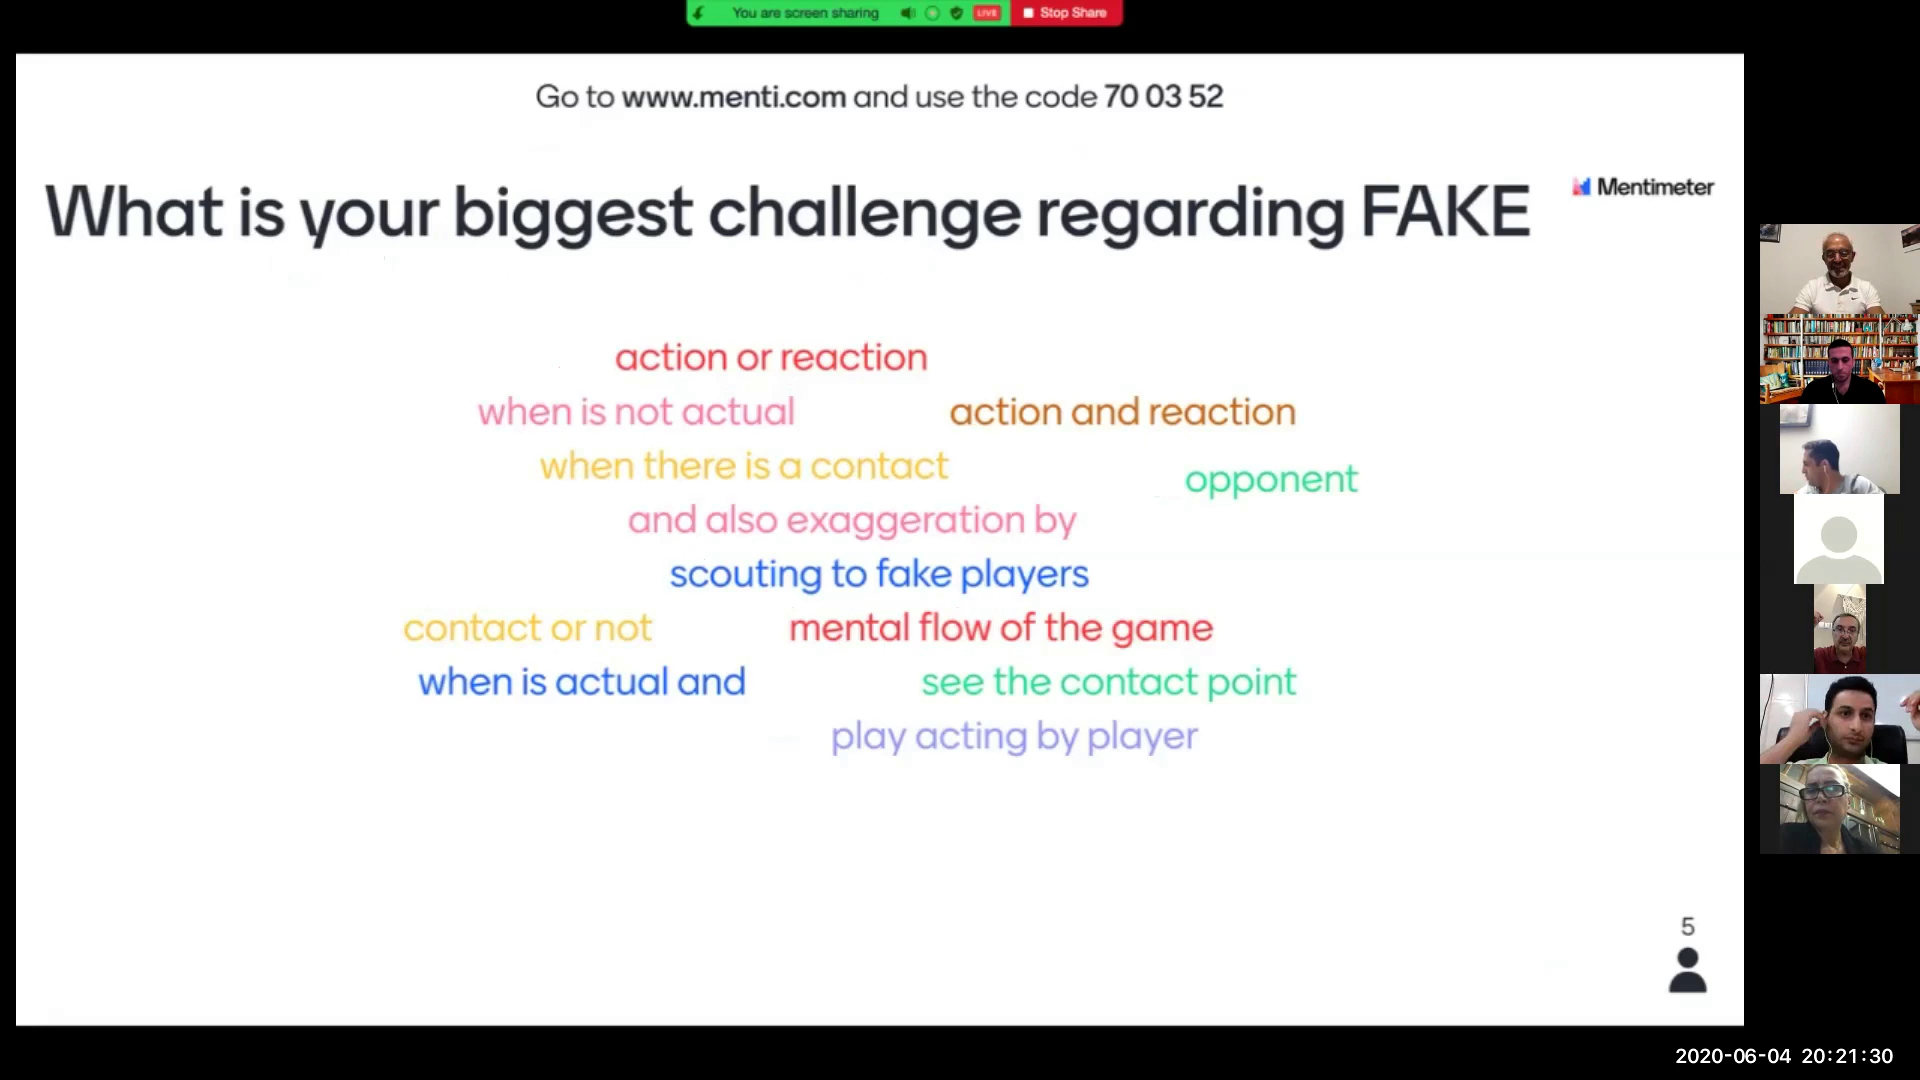 You are screen sharing LIVE Stop Share
Go to www.menti.com and use the code 70 03 52
What is your biggest challenge regarding FAKE
Mentimeter
action or reaction
when is not actual
action and reaction
when there is a contact
opponent
and also exaggeration by
scouting to fake players
contact or not
mental flow of the game
when is actual and
see the contact point
play acting by player
5
2020-06-04 20:21:30